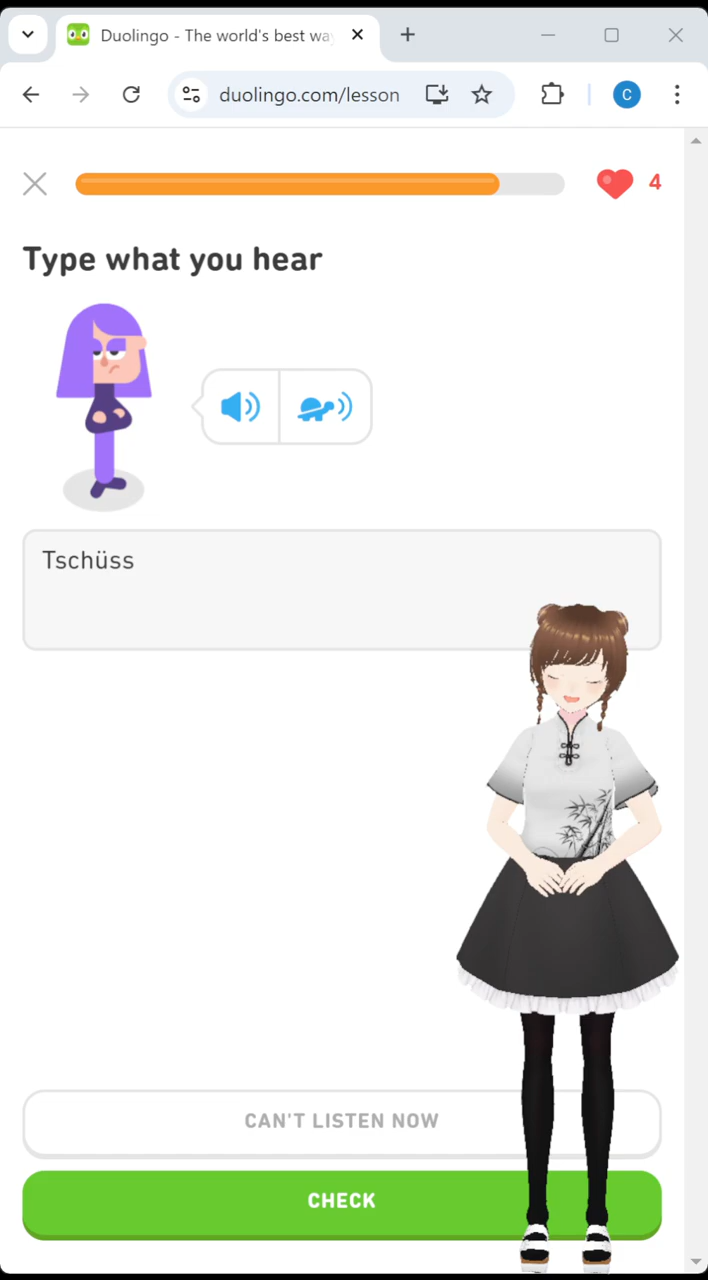 Duolingo - The world's best wa
duolingo.com/lesson
C
4
Type what you hear
Tschüss
CAN'T LISTEN NOW
CHECK